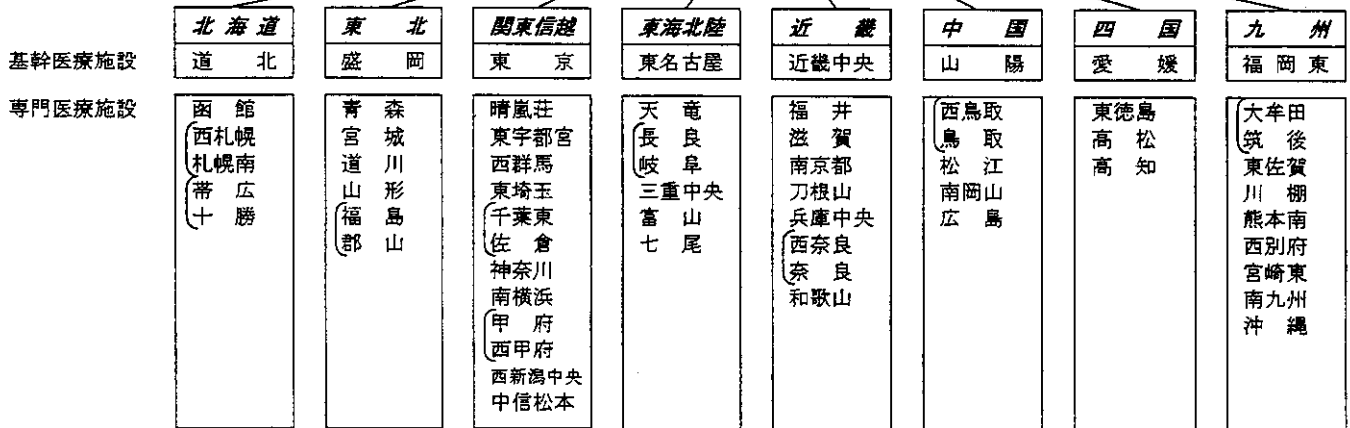 北海道
東北
関東信越
東海北陸
近畿
中国
四国
九州
基幹医療施設
道北
盛岡
東京
東名古屋
近畿中央
山陽
愛媛
福岡東
専門医療施設
函館
西札幌
札幌南
帯広
十勝
青森
宮城
道川
山形
福島
郡山
晴嵐荘
東宇都宮
西群馬
東埼玉
千葉東
佐倉
神奈川
南横浜
甲府
西甲府
西新潟中央
中信松本
天竜
長良
岐阜
三重中央
富山
七尾
福井
滋賀
南京都
刀根山
兵庫中央
西奈良
奈良
和歌山
西鳥取
鳥取
松江
南岡山
広島
東徳島
高松
高知
大牟田
筑後
東佐賀
川棚
熊本南
西別府
宮崎東
南九州
沖縄